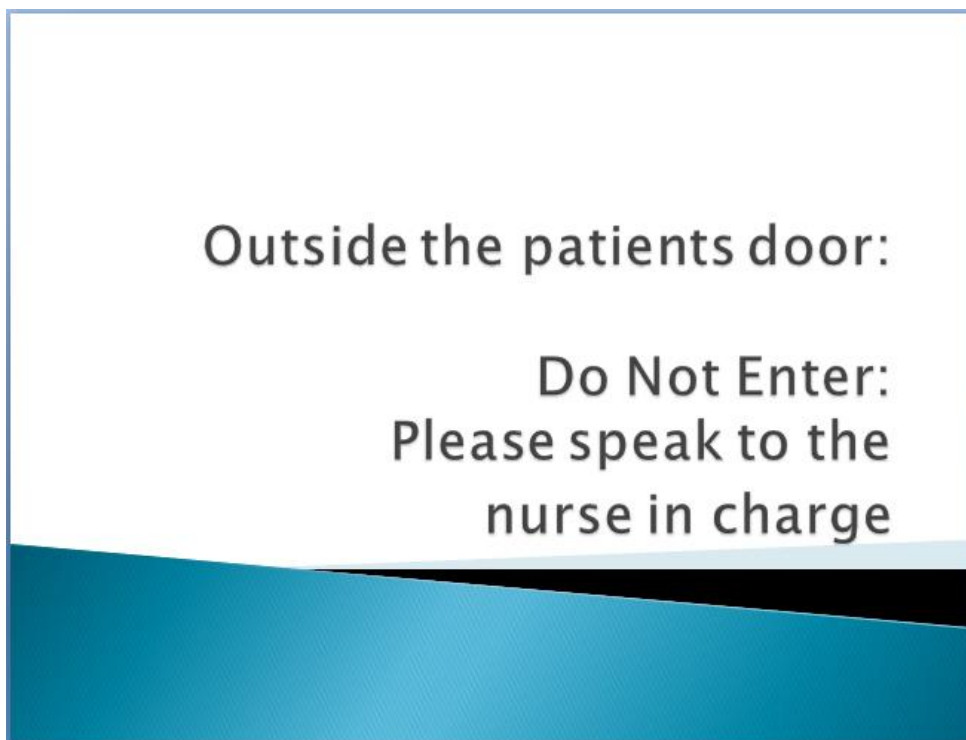 Outside the patients door:
Do Not Enter:
Please speak to the
nurse in charge